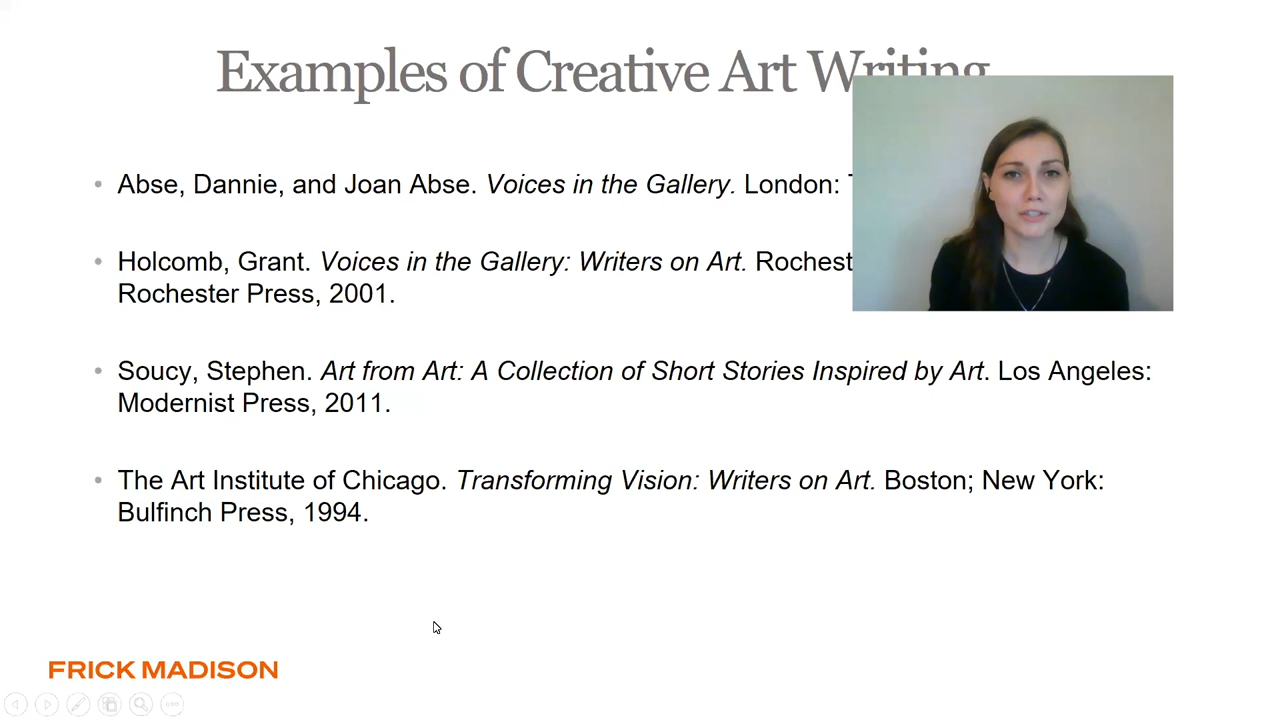 Examples of Creative Art Writing
• Abse, Dannie, and Joan Abse. Voices in the Gallery. London:
• Holcomb, Grant. Voices in the Gallery: Writers on Art.
Rochester Press, 2001.
• Soucy, Stephen. Art from Art: A Collection of Short Stories Inspired by Art. Los Angeles:
Modernist Press, 2011.
• The Art Institute of Chicago. Transforming Vision: Writers on Art. Boston; New York:
Bulfinch Press, 1994.
FRICK MADISON